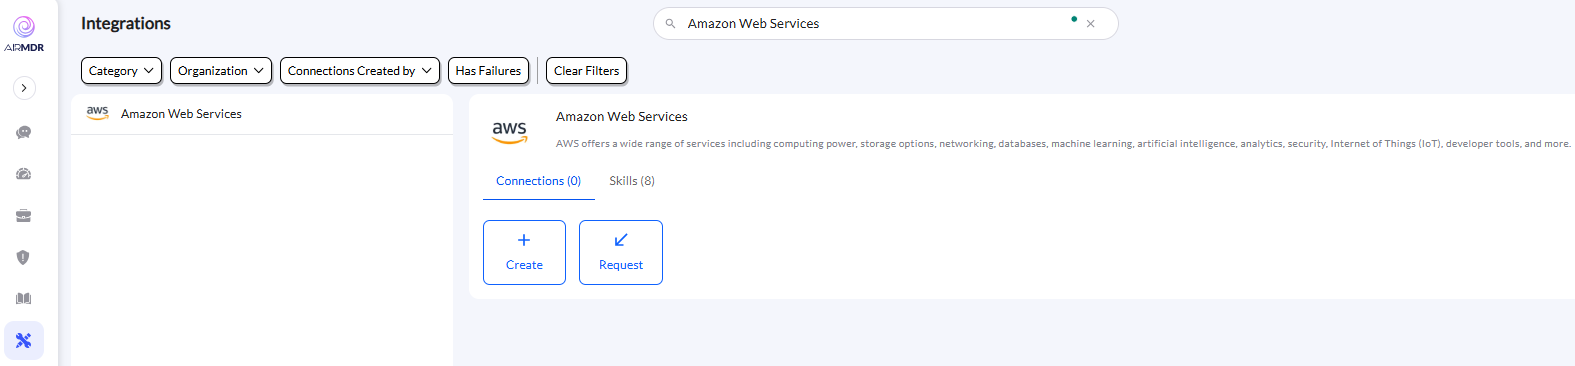 AIRMDR
Integrations
Amazon Web Services
Category
Organization
Connections Created by
Has Failures
Clear Filters
aws
Amazon Web Services
aws
Amazon Web Services
AWS offers a wide range of services including computing power, storage options, networking, databases, machine learning, artificial intelligence, analytics, security, Internet of Things (IoT), developer tools, and more.
Connections (0)
Skills (8)
Create
Request